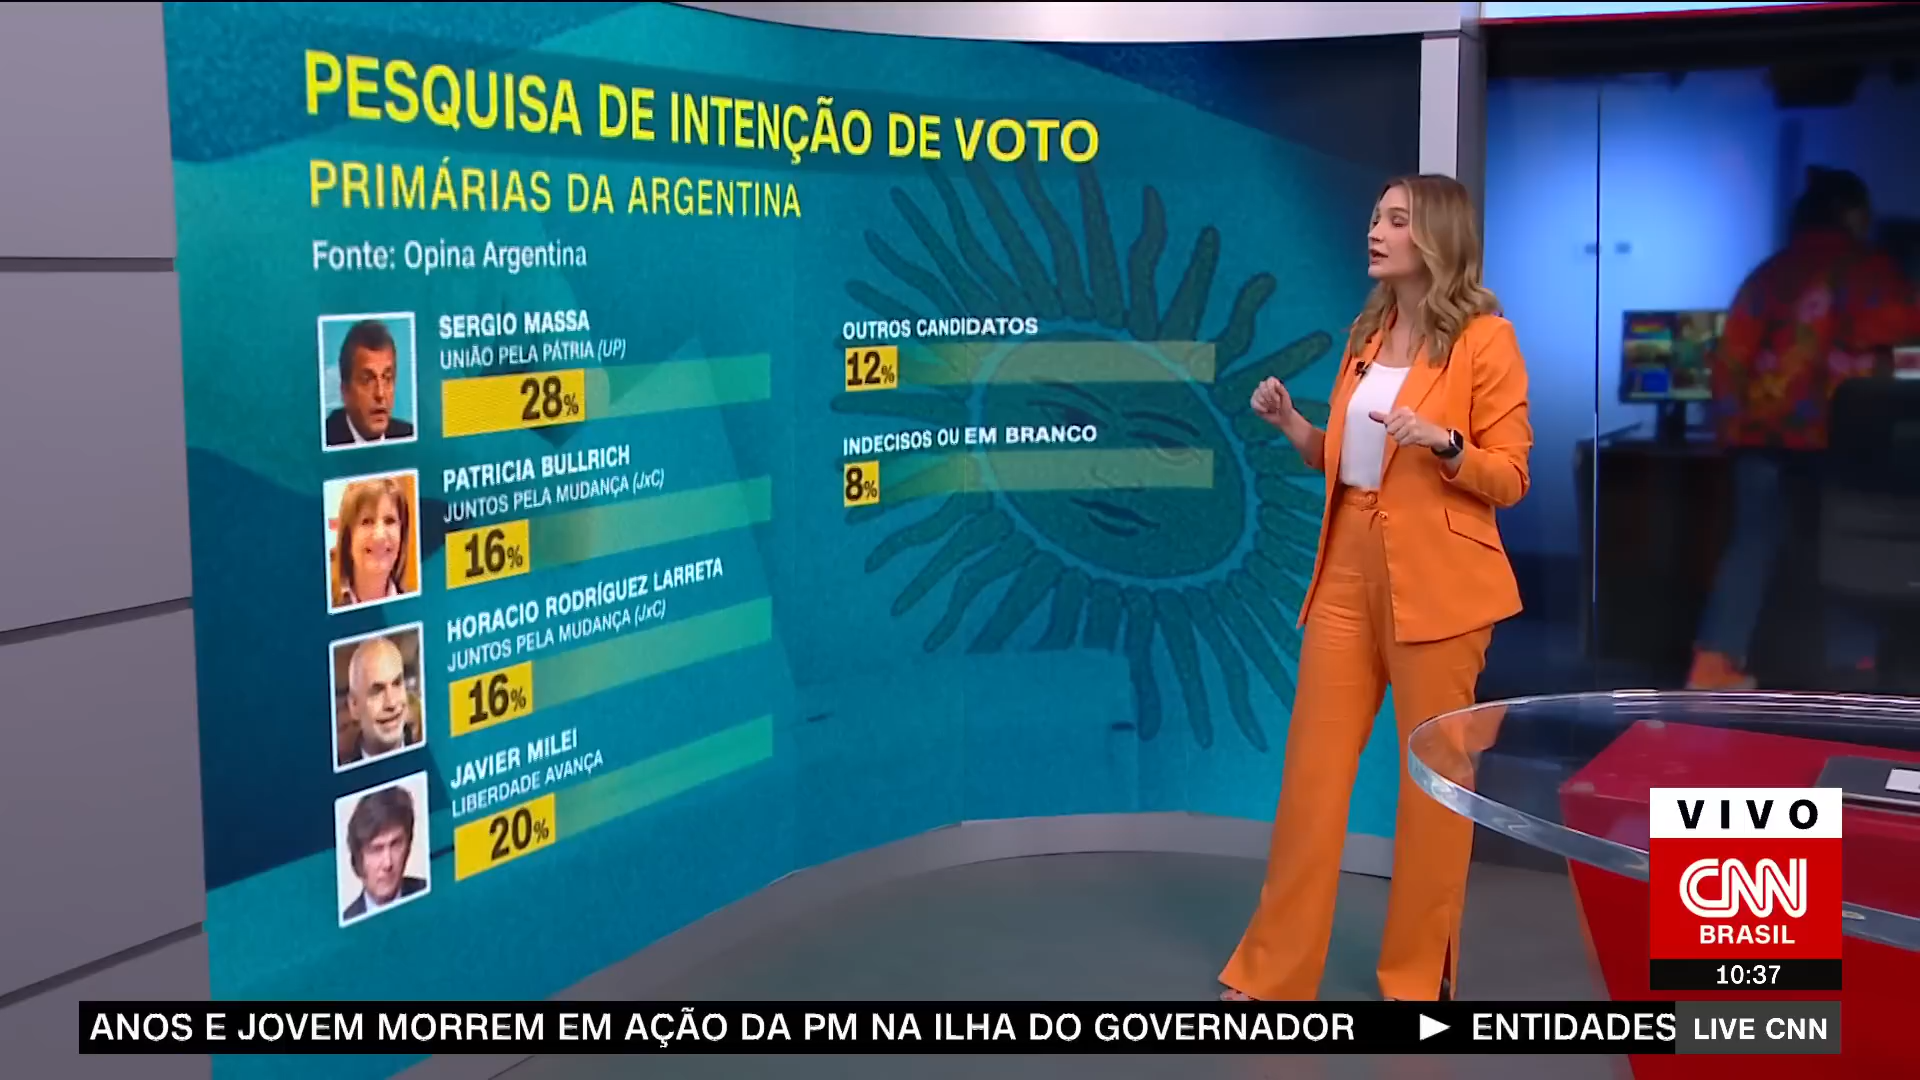 PESQUISA DE INTENÇÃO DE VOTO
PRIMÁRIAS DA ARGENTINA
Fonte: Opina Argentina
SERGIO MASSA
UNIÃO PELA PÁTRIA (UP)
28%
PATRICIA BULLRICH
JUNTOS PELA MUDANÇA (JxC)
16%
HORACIO RODRÍGUEZ LARRETA
JUNTOS PELA MUDANÇA (JxC)
16%
JAVIER MILEI
LIBERDADE AVANÇA
20%
OUTROS CANDIDATOS
12%
INDECISOS OU EM BRANCO
8%
VIVO
CNN
BRASIL
10:37
ANOS E JOVEM MORREM EM AÇÃO DA PM NA ILHA DO GOVERNADOR ▶ ENTIDADES
LIVE CNN